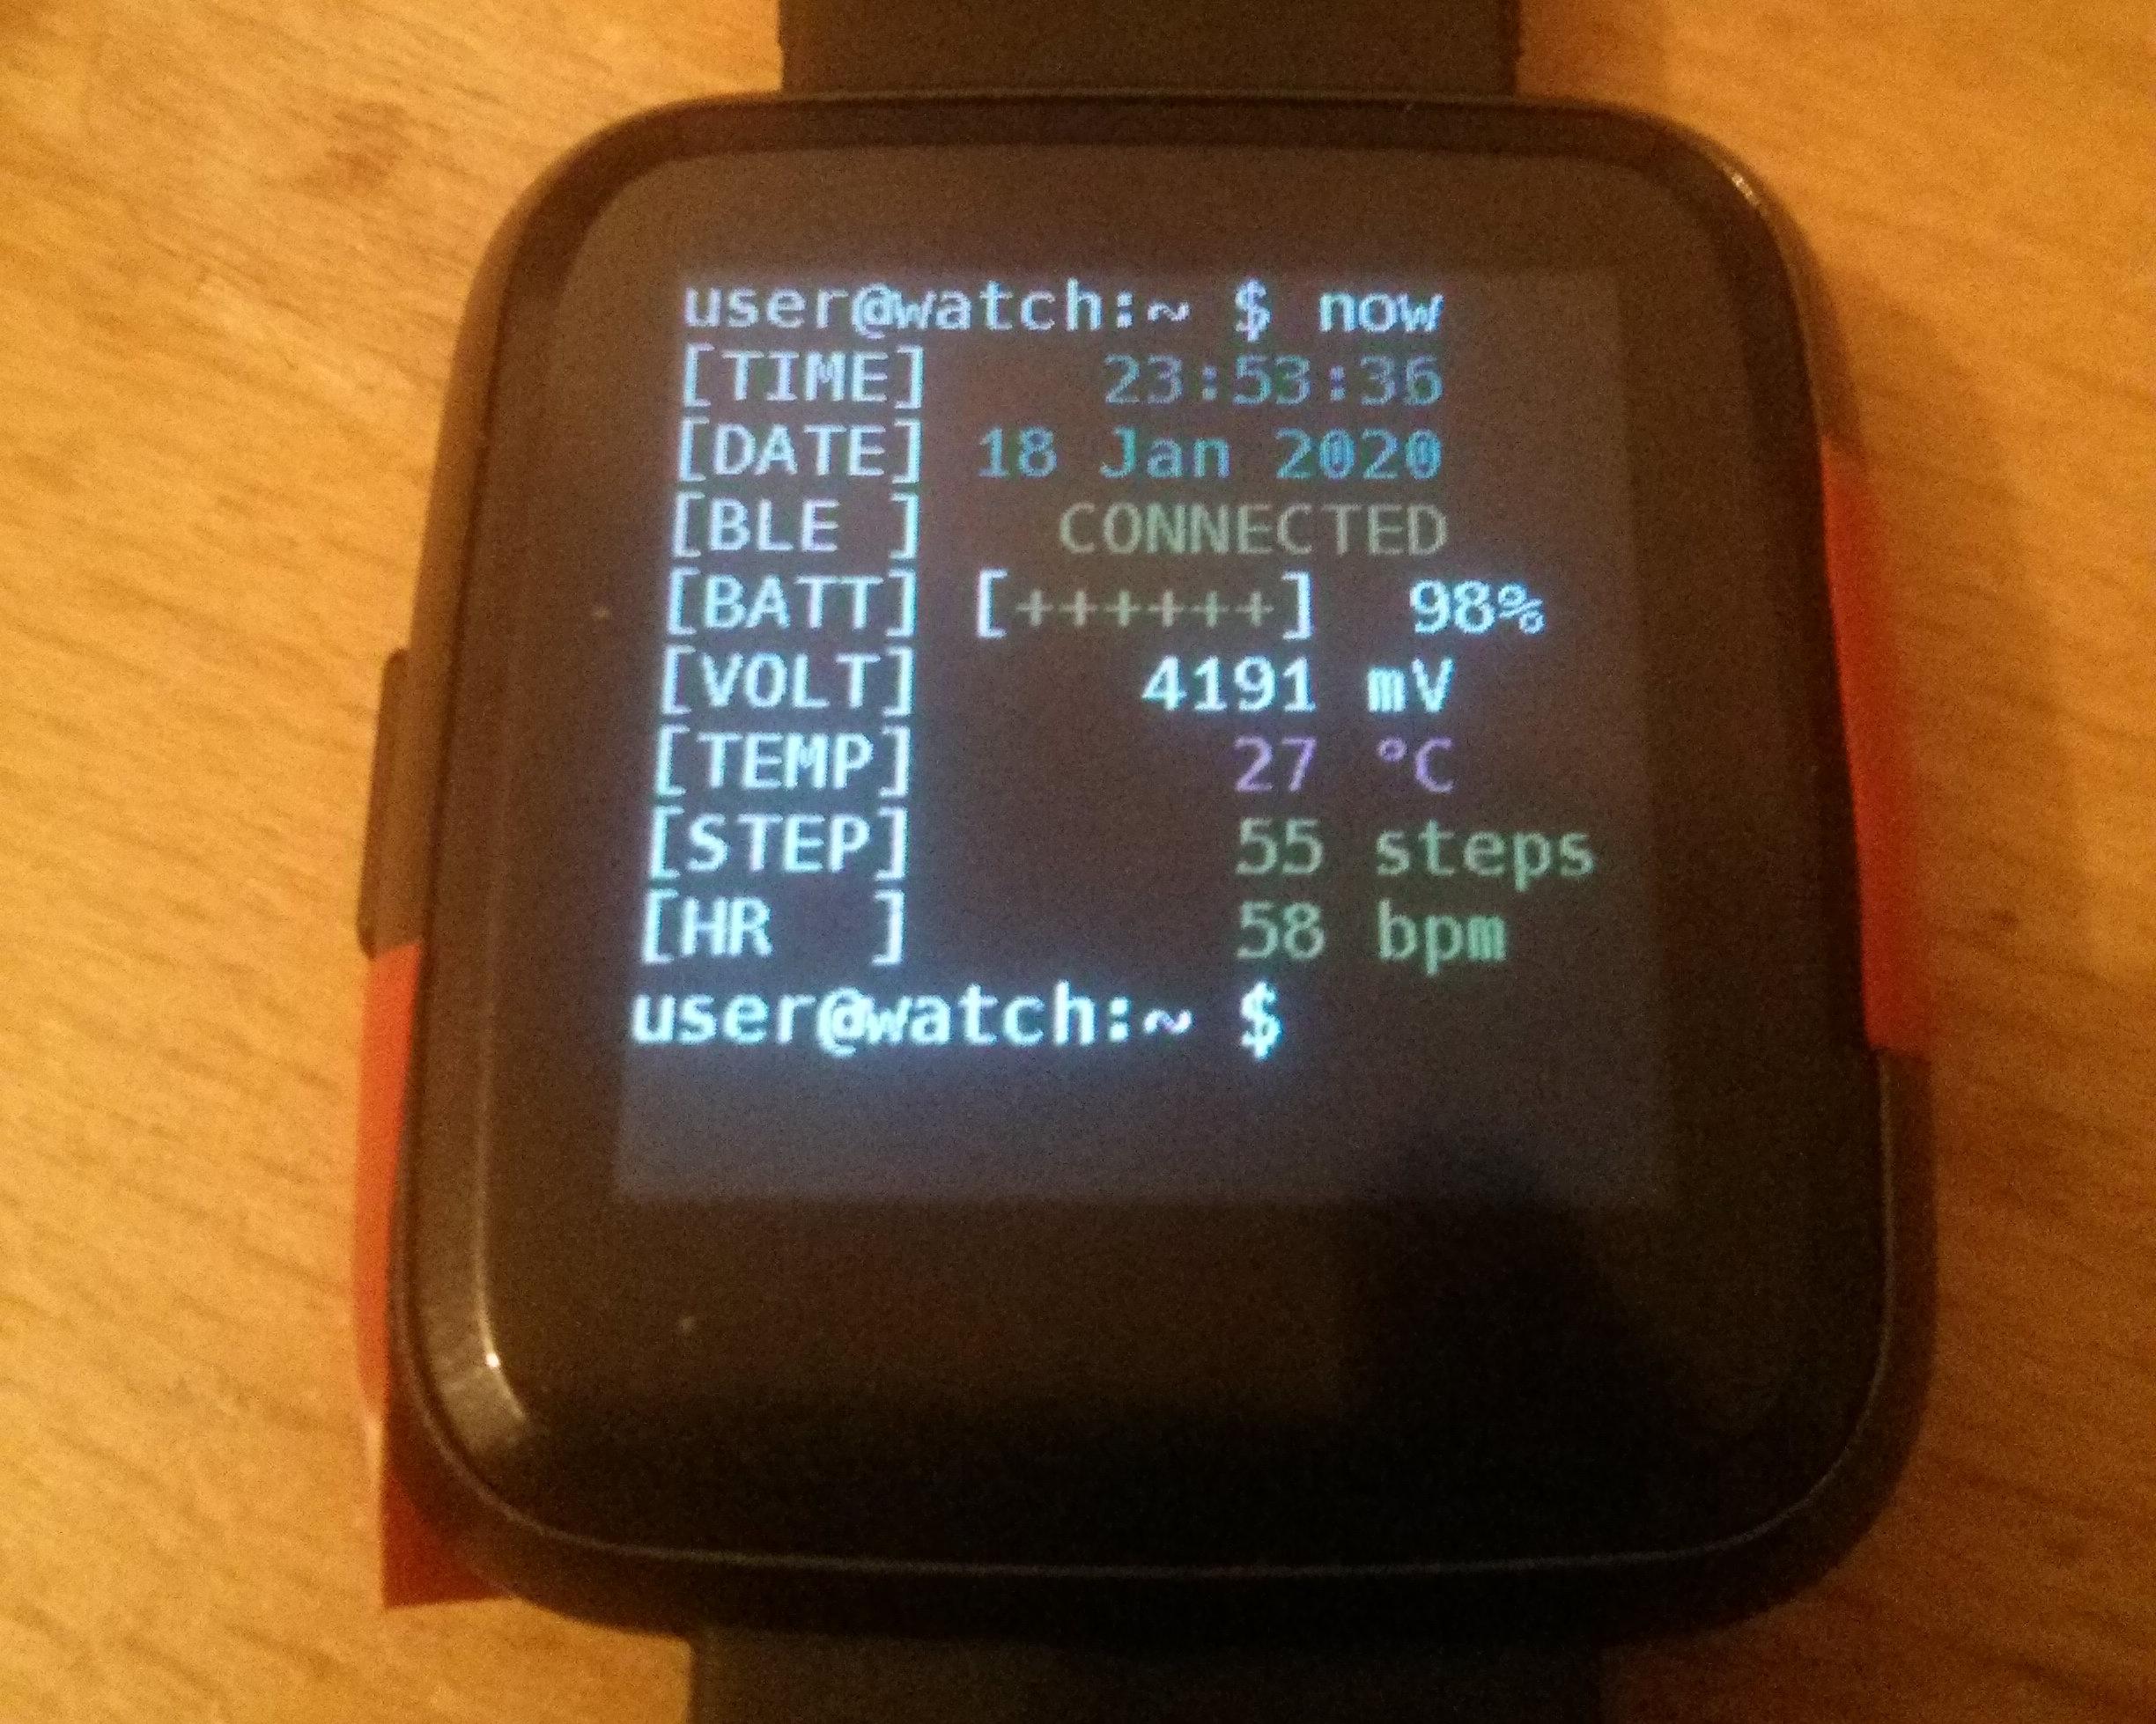 user@watch:~ $ now
[TIME] 23:53:36
[DATE] 18 Jan 2020
[BLE ] CONNECTED
[BATT] [++++++] 98%
[VOLT] 4191 mV
[TEMP] 27 °C
[STEP] 55 steps
[HR  ] 58 bpm
user@watch:~ $